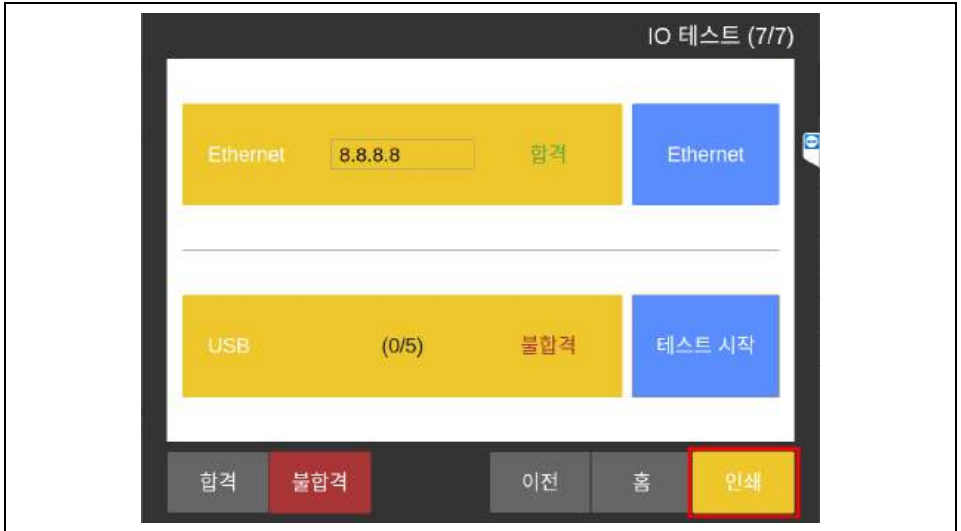 IO 테스트 (7/7)
Ethernet 8.8.8.8 합격 Ethernet
USB (0/5) 불합격 테스트 시작
합격 불합격 이전 홈 인쇄